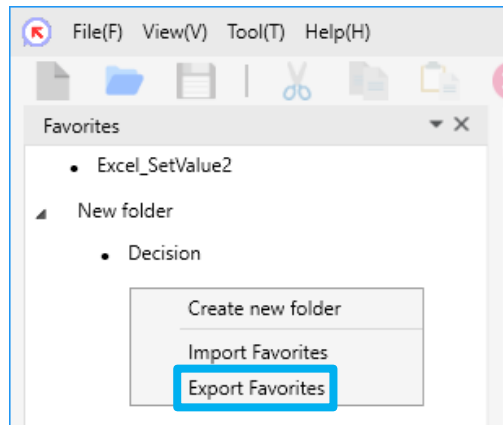 File(F) View(V) Tool(T) Help(H)
Favorites
Excel_SetValue2
New folder
Decision
Create new folder
Import Favorites
Export Favorites